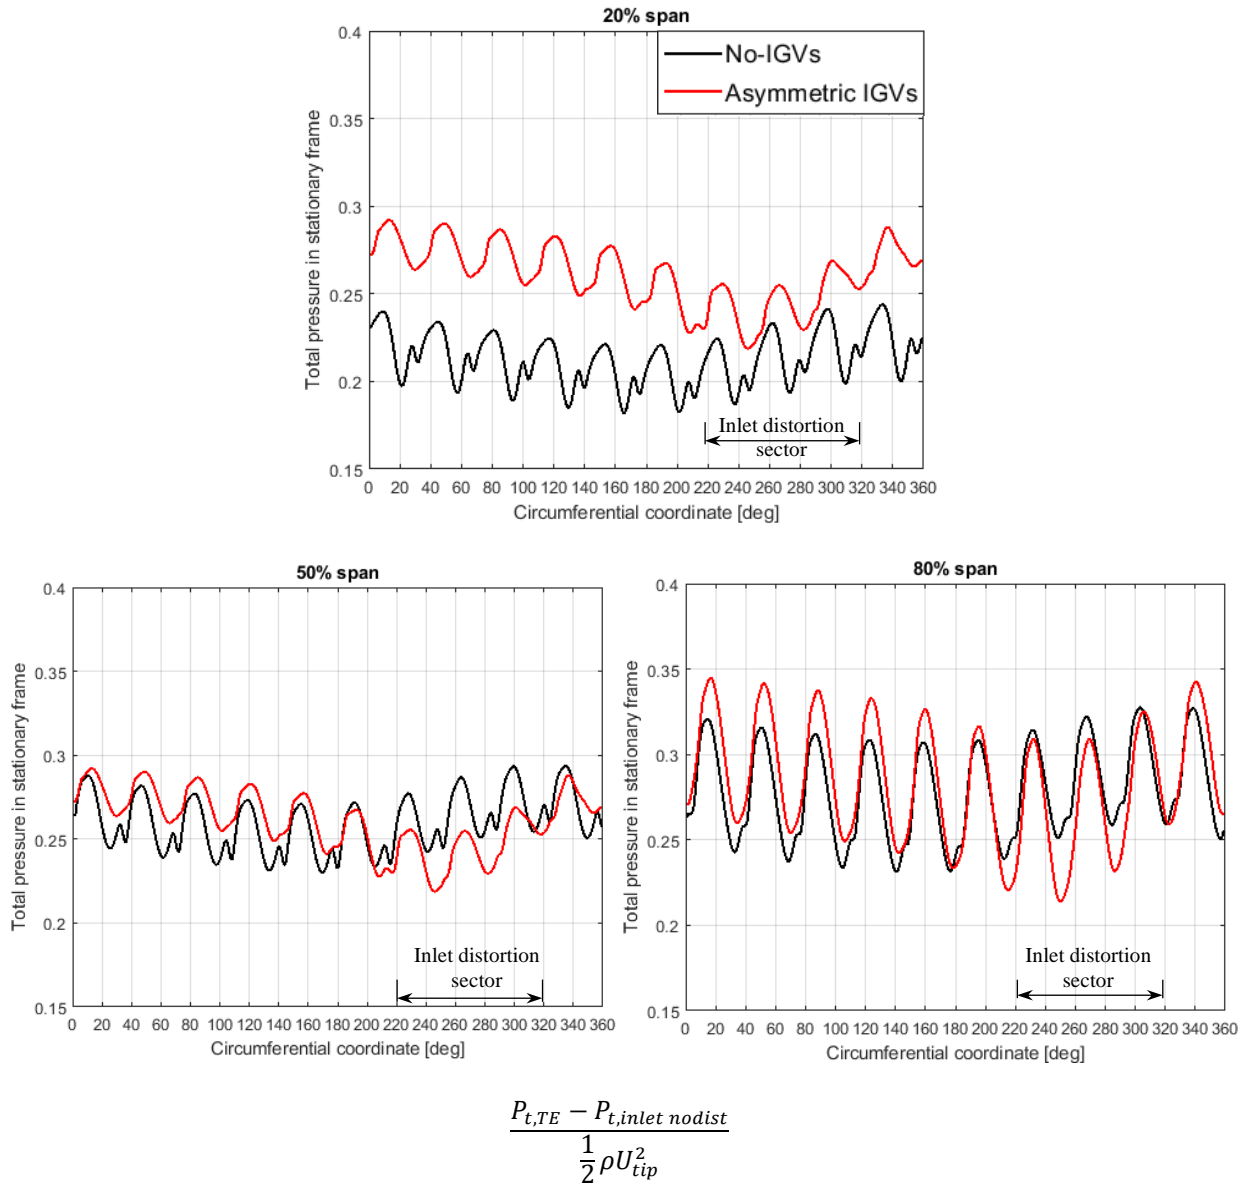 20% span
0.4
0.35
0.3
0.25
0.2
0.15
Total pressure in stationary frame
No-IGVs
Asymmetric IGVs
Inlet distortion
sector
0 20 40 60 80 100 120 140 160 180 200 220 240 260 280 300 320 340 360
Circumferential coordinate [deg]
50% span
0.4
0.35
0.3
0.25
0.2
0.15
Total pressure in stationary frame
Inlet distortion
sector
0 20 40 60 80 100 120 140 160 180 200 220 240 260 280 300 320 340 360
Circumferential coordinate [deg]
80% span
0.4
0.35
0.3
0.25
0.2
0.15
Total pressure in stationary frame
Inlet distortion
sector
0 20 40 60 80 100 120 140 160 180 200 220 240 260 280 300 320 340 360
Circumferential coordinate [deg]
P_{t,TE} − P_{t,inlet nodist}
1
2 ρU_{tip}^{2}